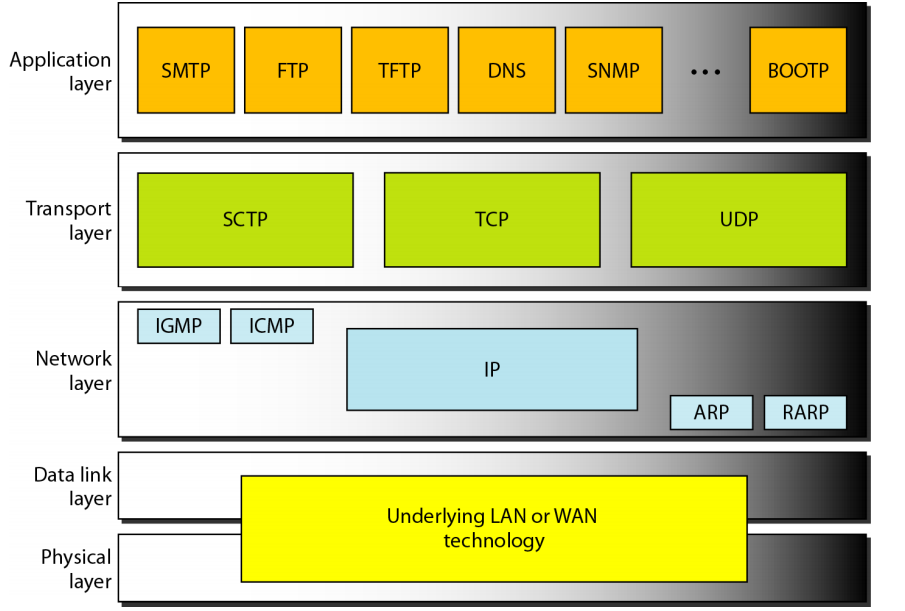 Application
layer
SMTP
FTP
TFTP
DNS
SNMP
...
BOOTP
Transport
layer
SCTP
TCP
UDP
IGMP
ICMP
Network
layer
IP
ARP
RARP
Data link
layer
Underlying LAN or WAN
technology
Physical
layer